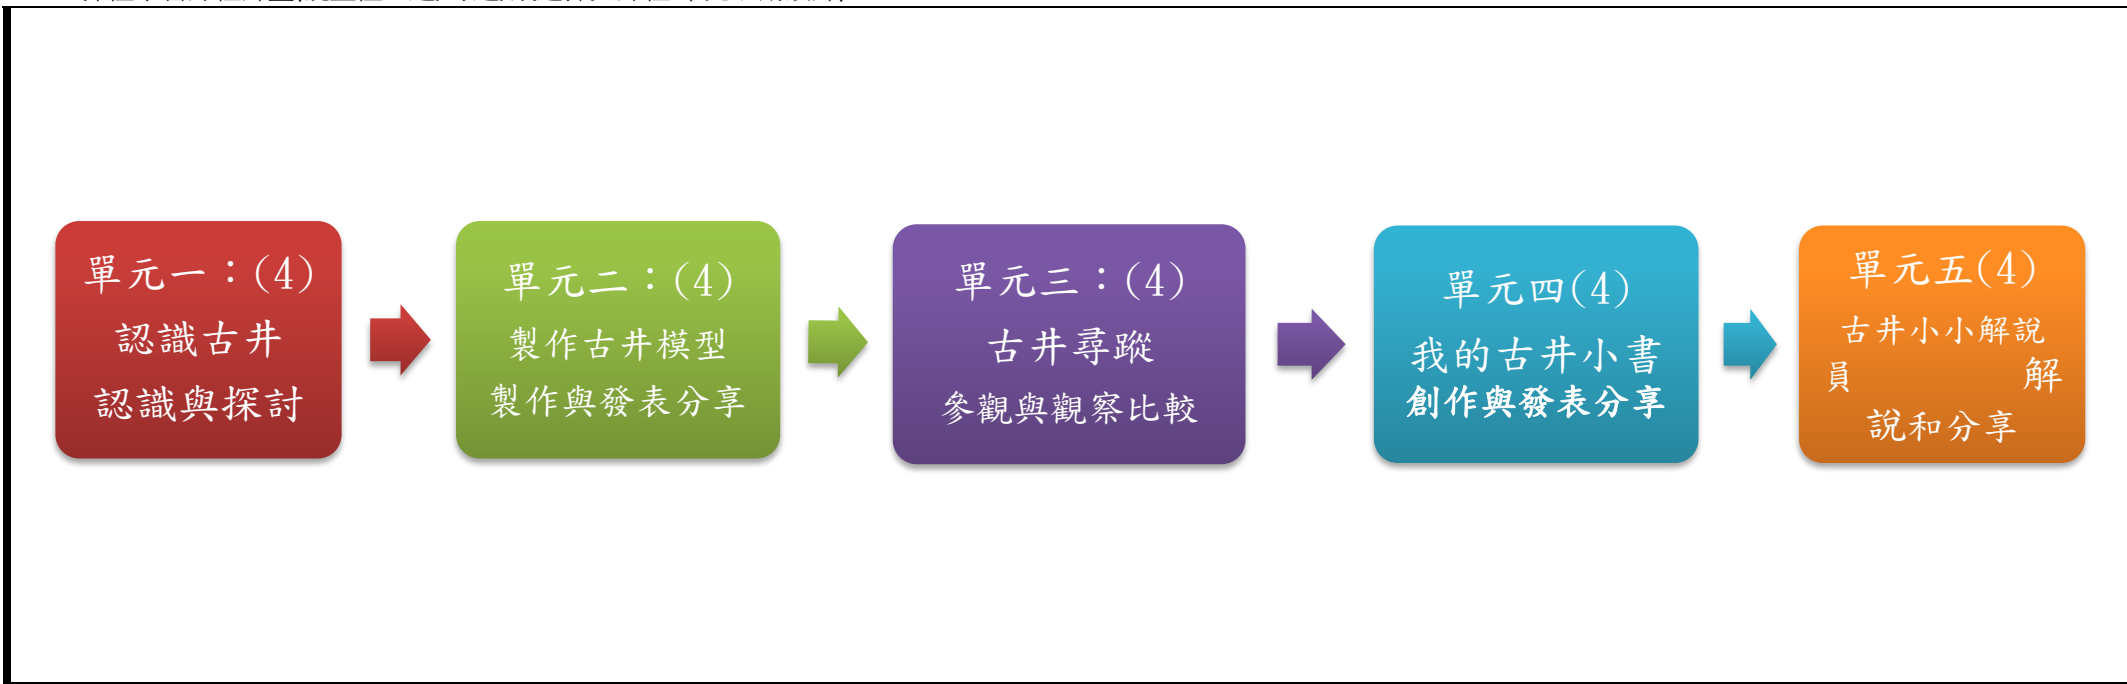 單元一：(4)
認識古井
認識與探討
單元二：(4)
製作古井模型
製作與發表分享
單元三：(4)
古井尋蹤
參觀與觀察比較
單元四(4)
我的古井小書
創作與發表分享
單元五(4)
古井小小解說
員 解
說和分享